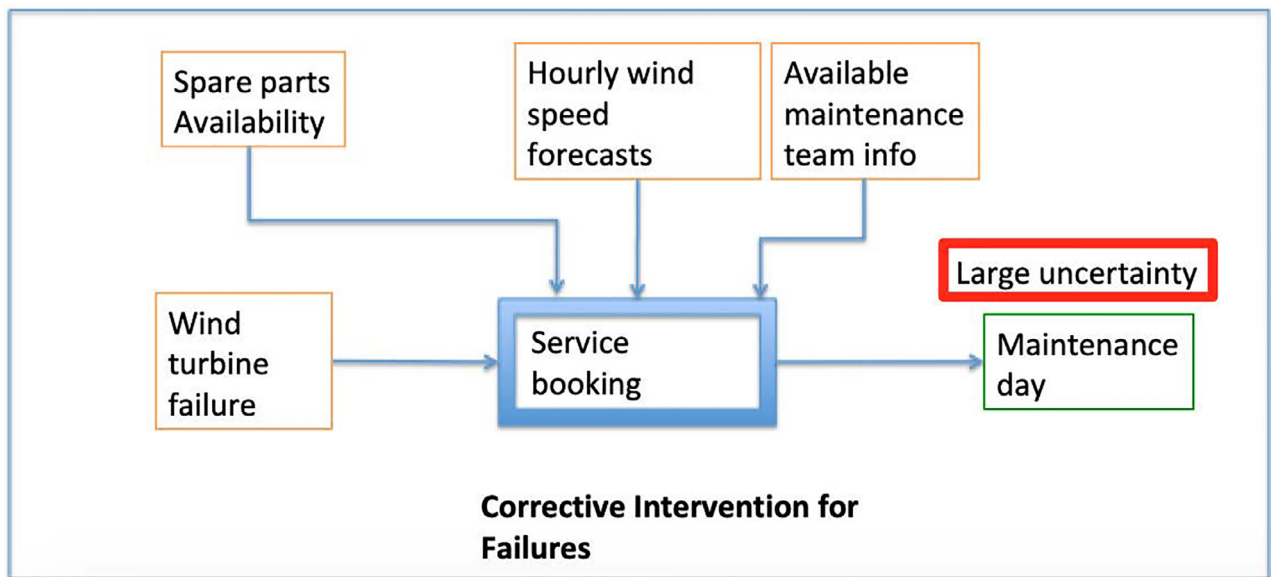 Spare parts
Availability
Hourly wind
speed
forecasts
Available
maintenance
team info
Large uncertainty
Wind
turbine
failure
Service
booking
Maintenance
day
Corrective Intervention for
Failures